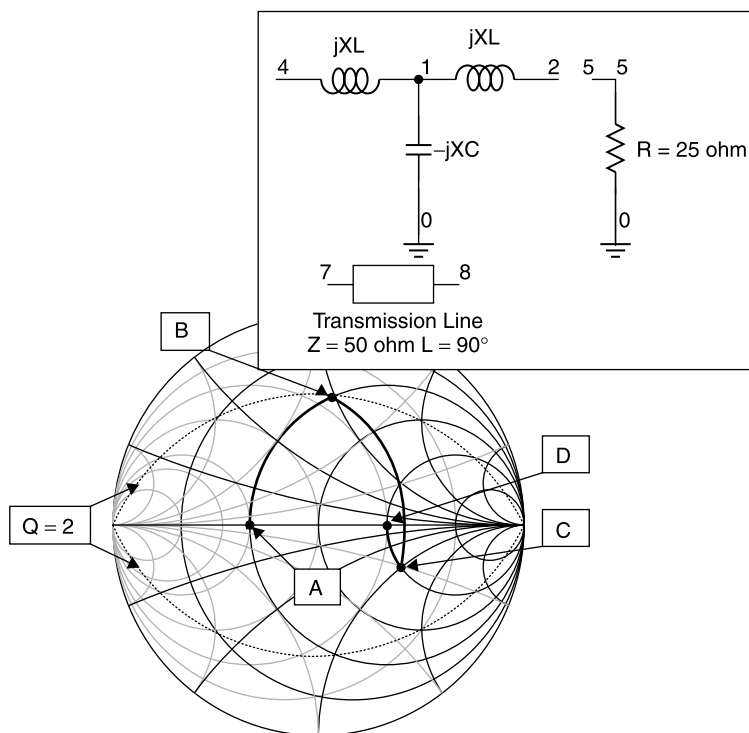 jXL jXL
4 1 2 5 5
–jXC R = 25 ohm
0 0
7 8
Transmission Line
Z = 50 ohm L = 90°
B
D
Q = 2
C
A